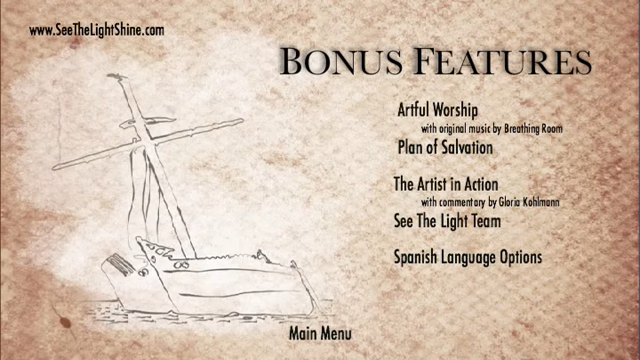 www.SeeTheLightShine.com
BONUS FEATURES
Artful Worship
with original music by Breathing Room
Plan of Salvation
The Artist in Action
with commentary by Gloria Kohlmann
See The Light Team
Spanish Language Options
Main Menu